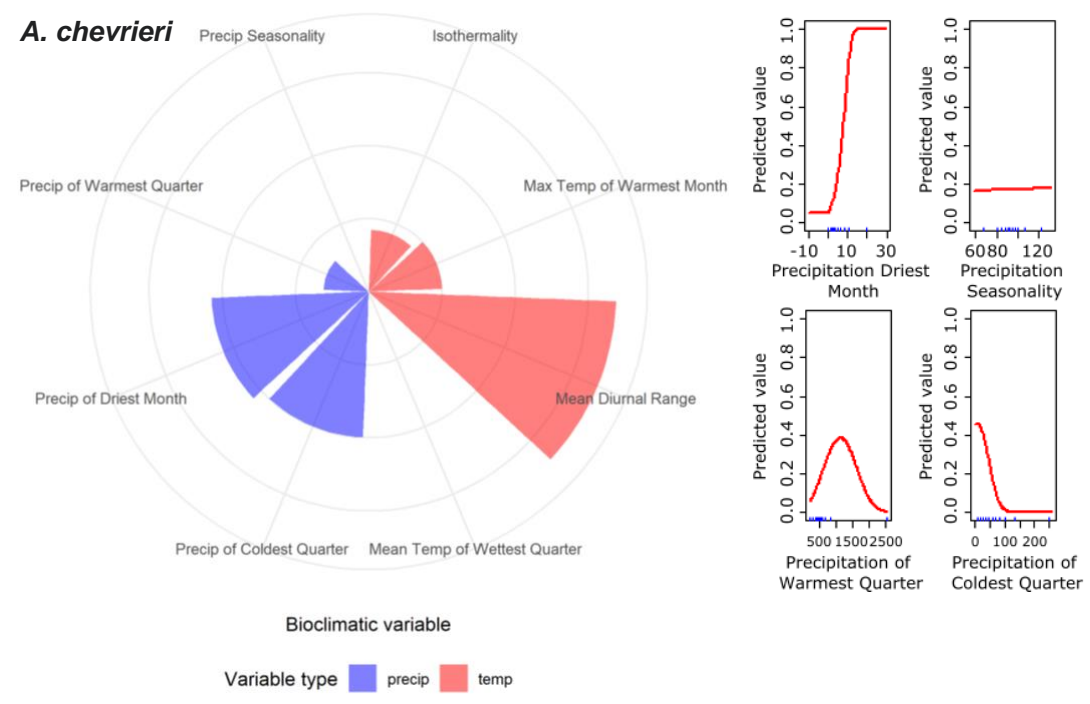 A. chevrieri
Precip Seasonality
Isothermality
Precip of Warmest Quarter
Max Temp of Warmest Month
Precip of Driest Month
Mean Diurnal Range
Precip of Coldest Quarter
Mean Temp of Wettest Quarter
Bioclimatic variable
Variable type
precip
temp
Predicted value
0.0 0.2 0.4 0.6 0.8 1.0
-10 10 30
Precipitation Driest
Month
Predicted value
0.0 0.2 0.4 0.6 0.8 1.0
60 80 120
Precipitation
Seasonality
Predicted value
0.0 0.2 0.4 0.6 0.8 1.0
500 1500 2500
Precipitation of
Warmest Quarter
Predicted value
0.0 0.2 0.4 0.6 0.8 1.0
0 100 200
Precipitation of
Coldest Quarter